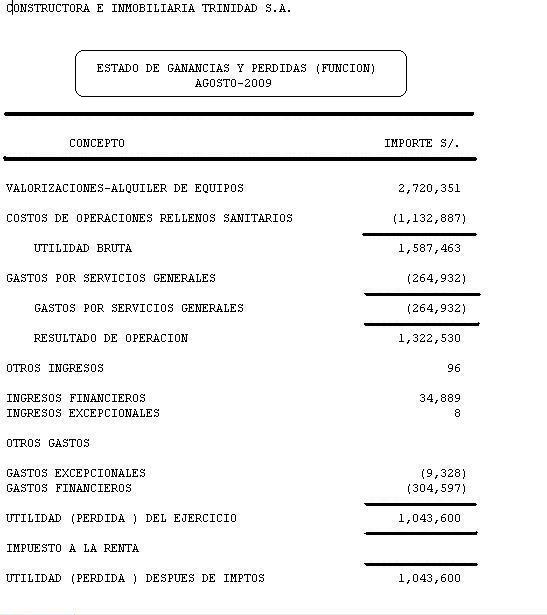 CONSTRUCTORA E INMOBILIARIA TRINIDAD S.A.
ESTADO DE GANANCIAS Y PERDIDAS (FUNCION)
AGOSTO-2009
CONCEPTO IMPORTE S/.
VALORIZACIONES-ALQUILER DE EQUIPOS 2,720,351
COSTOS DE OPERACIONES RELLENOS SANITARIOS (1,132,887)
UTILIDAD BRUTA 1,587,463
GASTOS POR SERVICIOS GENERALES (264,932)
GASTOS POR SERVICIOS GENERALES (264,932)
RESULTADO DE OPERACION 1,322,530
OTROS INGRESOS 96
INGRESOS FINANCIEROS 34,889
INGRESOS EXCEPCIONALES 8
OTROS GASTOS
GASTOS EXCEPCIONALES (9,328)
GASTOS FINANCIEROS (304,597)
UTILIDAD (PERDIDA ) DEL EJERCICIO 1,043,600
IMPUESTO A LA RENTA
UTILIDAD (PERDIDA ) DESPUES DE IMPTOS 1,043,600